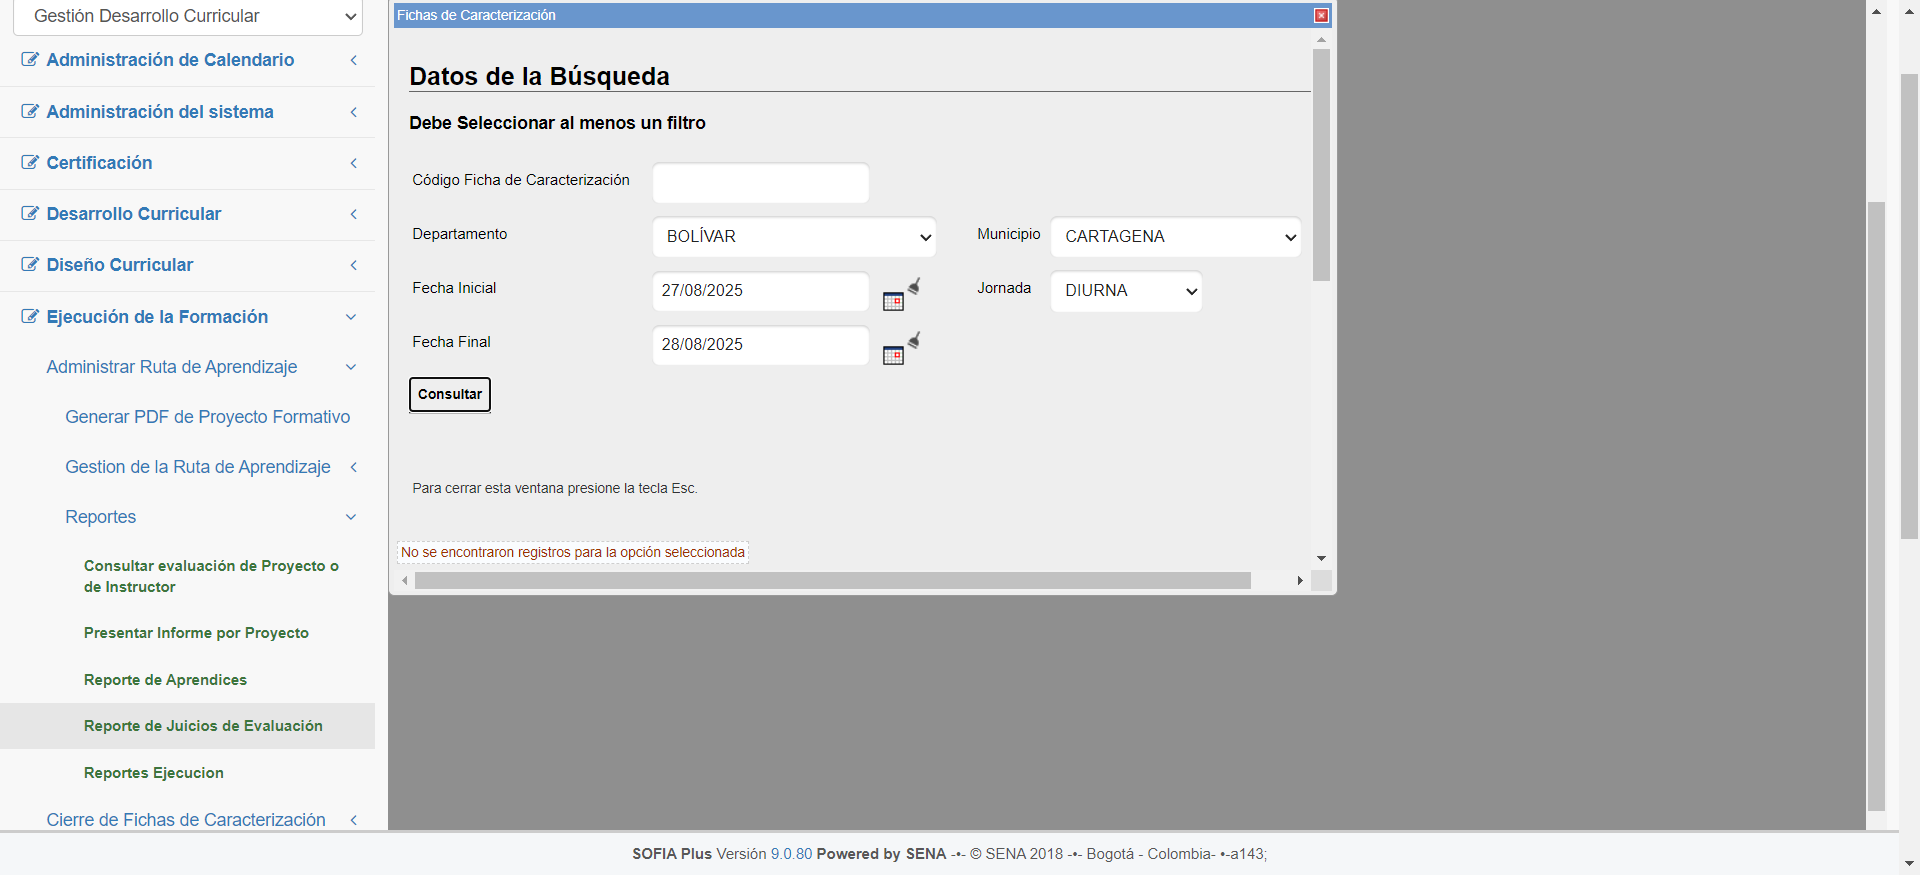 Gestión Desarrollo Curricular
Administración de Calendario
Administración del sistema
Certificación
Desarrollo Curricular
Diseño Curricular
Ejecución de la Formación
Administrar Ruta de Aprendizaje
Generar PDF de Proyecto Formativo
Gestion de la Ruta de Aprendizaje
Reportes
Consultar evaluación de Proyecto o
de Instructor
Presentar Informe por Proyecto
Reporte de Aprendices
Reporte de Juicios de Evaluación
Reportes Ejecucion
Cierre de Fichas de Caracterización
Fichas de Caracterización
Datos de la Búsqueda
Debe Seleccionar al menos un filtro
Código Ficha de Caracterización
Departamento BOLÍVAR Municipio CARTAGENA
Fecha Inicial 27/08/2025 Jornada DIURNA
Fecha Final 28/08/2025
Consultar
Para cerrar esta ventana presione la tecla Esc.
No se encontraron registros para la opción seleccionada
SOFIA Plus Versión 9.0.80 Powered by SENA -•- © SENA 2018 -•- Bogotá - Colombia- •-a143;